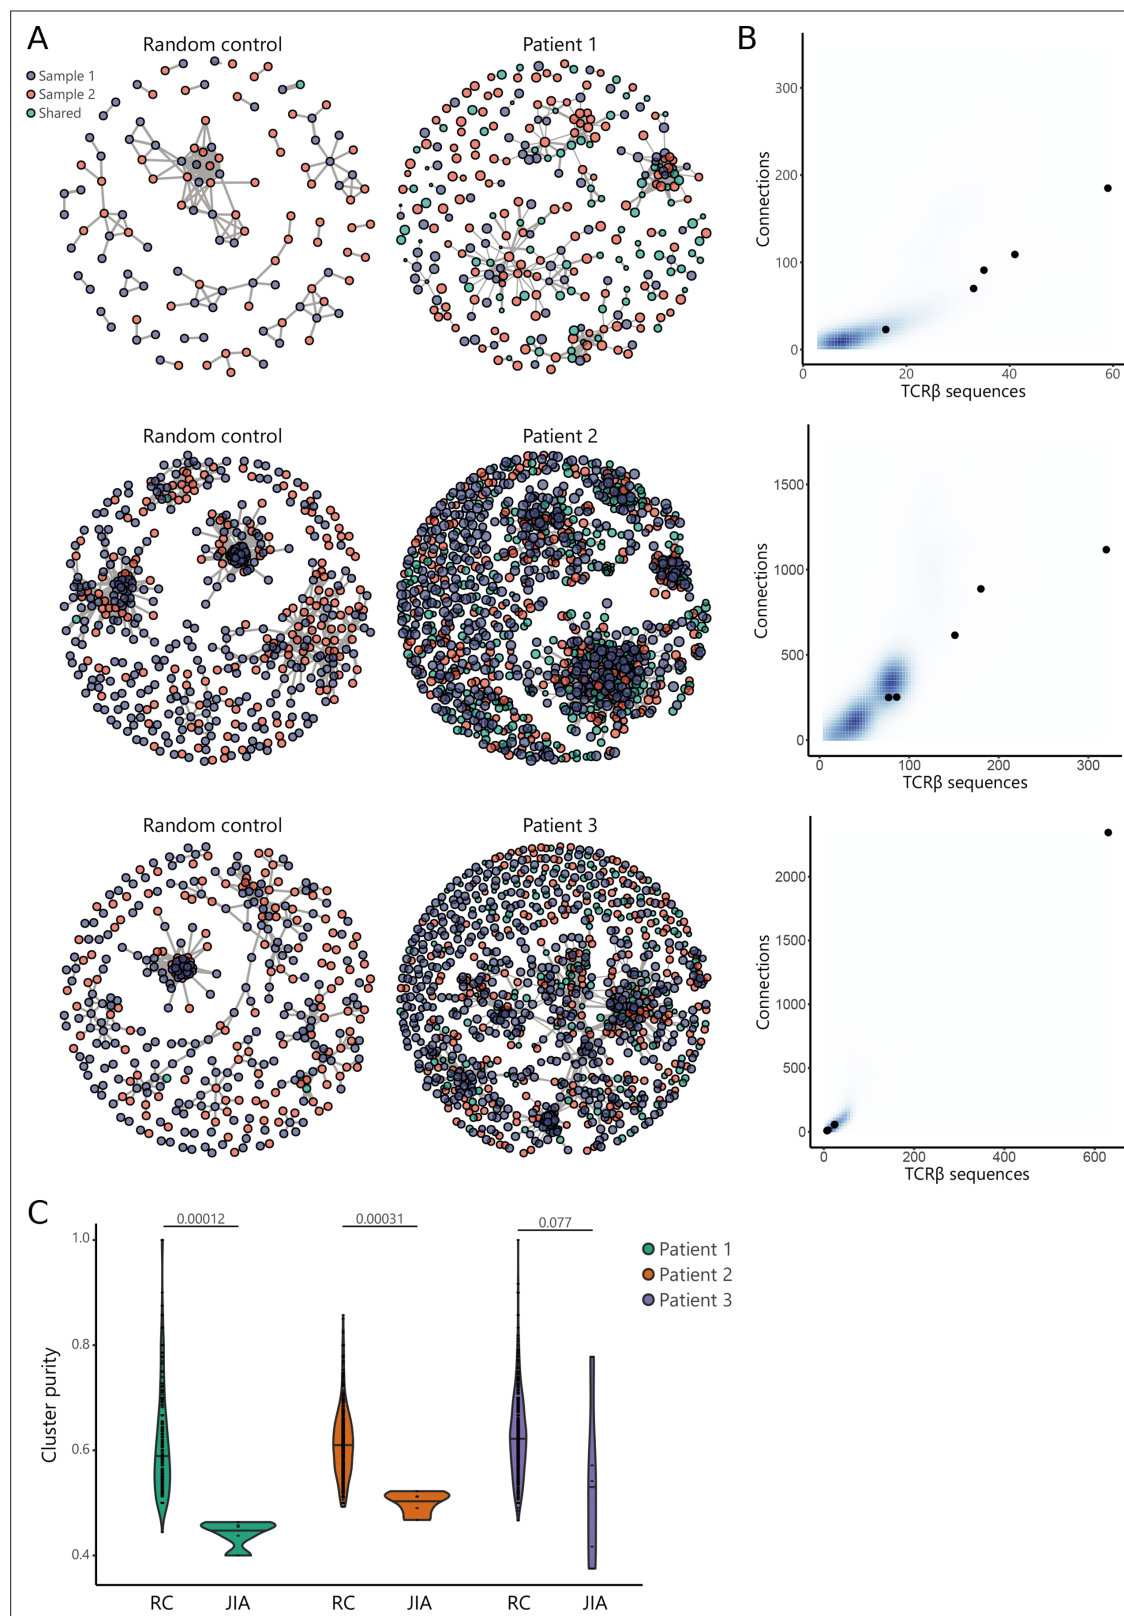 A
Random control
Patient 1
Sample 1
Sample 2
Shared
Random control
Patient 2
Random control
Patient 3
B
Connections
300
200
100
0
0 20 40 60
TCRβ sequences
Connections
1500
1000
500
0
0 100 200 300
TCRβ sequences
Connections
2000
1500
1000
500
0
0 200 400 600
TCRβ sequences
C
Cluster purity
1.0
0.8
0.6
0.4
0.00012
0.00031
0.077
RC JIA RC JIA RC JIA
Patient 1
Patient 2
Patient 3